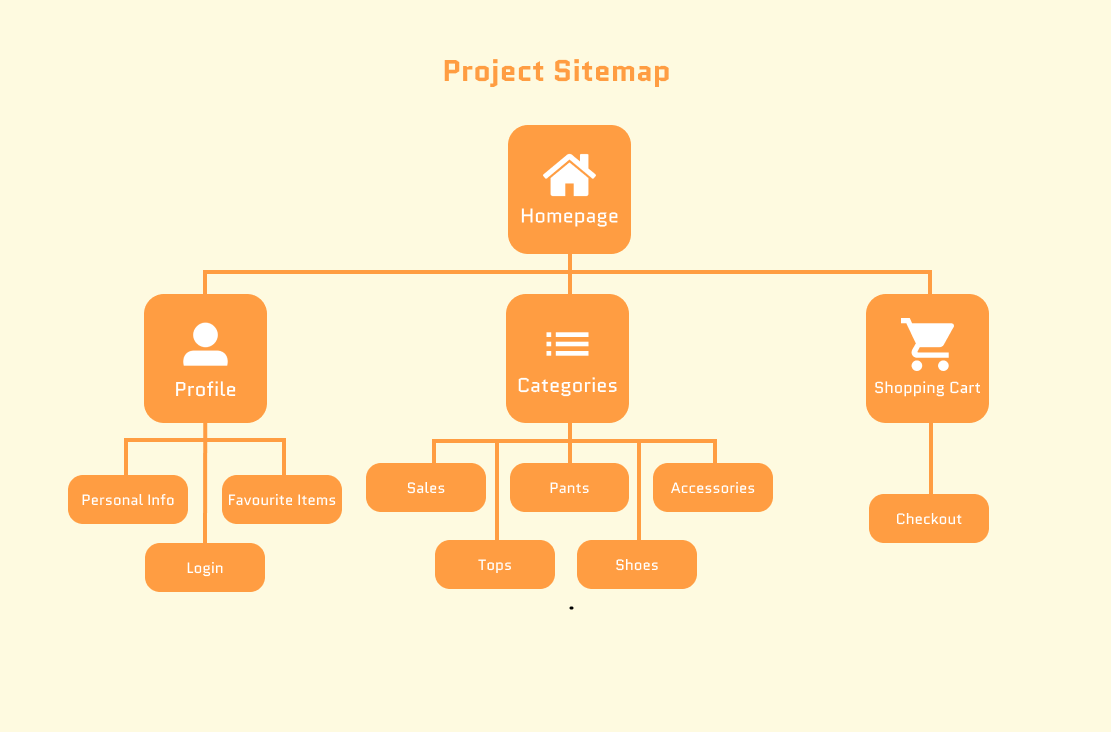 Project Sitemap
Homepage
Profile
Categories
Shopping Cart
Personal Info
Favourite Items
Login
Sales
Pants
Accessories
Tops
Shoes
Checkout